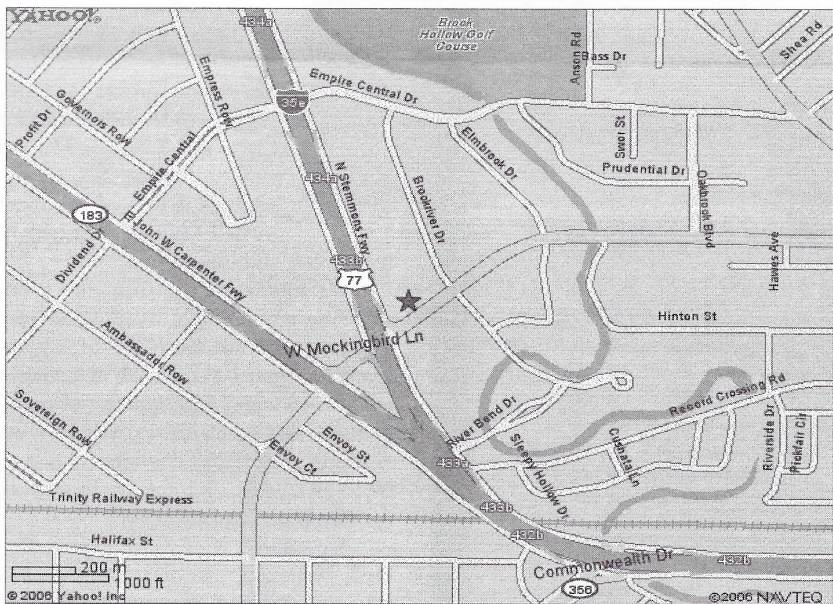 YAHOO!
434a
Brook
Hollow Golf
Course
Anson Rd
Bass Dr
Shea Rd
Empress Row
Empire Central Dr
35e
Governors Row
Profit Dr
Elmbrook Dr
Swor St
Empire Central
434a
N Stemmons Fwy
Brookriver Dr
Prudential Dr
Oakbrook Blvd
183
John W Carpenter Fwy
Dividend Dr
433b
77
Hawes Ave
Hinton St
W Mockingbird Ln
Ambassador Row
Sovereign Row
Record Crossing Rd
River Bend Dr
Envoy St
Envoy Ct
Sleepy Hollow Dr
Cushata Ln
Riverside Dr
Pickfair Cir
433a
Trinity Railway Express
433b
Halifax St
432b
Commonwealth Dr
432b
200 m
1000 ft
356
©2006 Yahoo! Inc
©2006 NAVTEQ